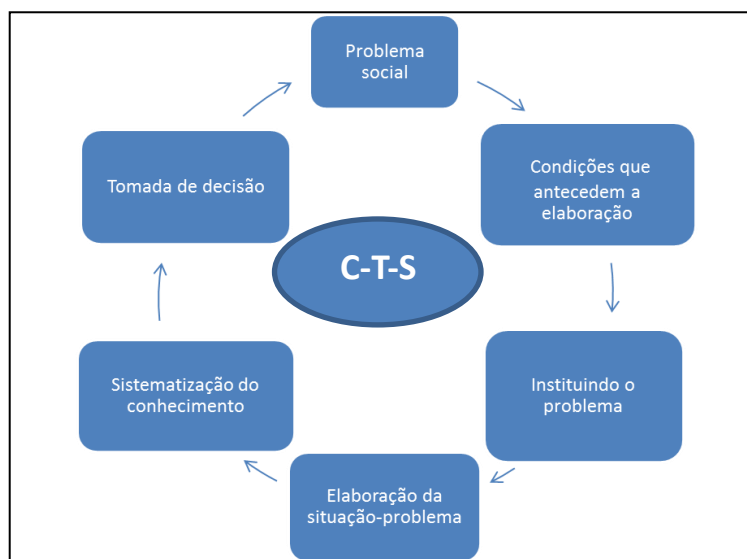 Problema
social
Condições que
antecedem a
elaboração
Instituindo o
problema
Elaboração da
situação-problema
Sistematização do
conhecimento
Tomada de decisão
C-T-S